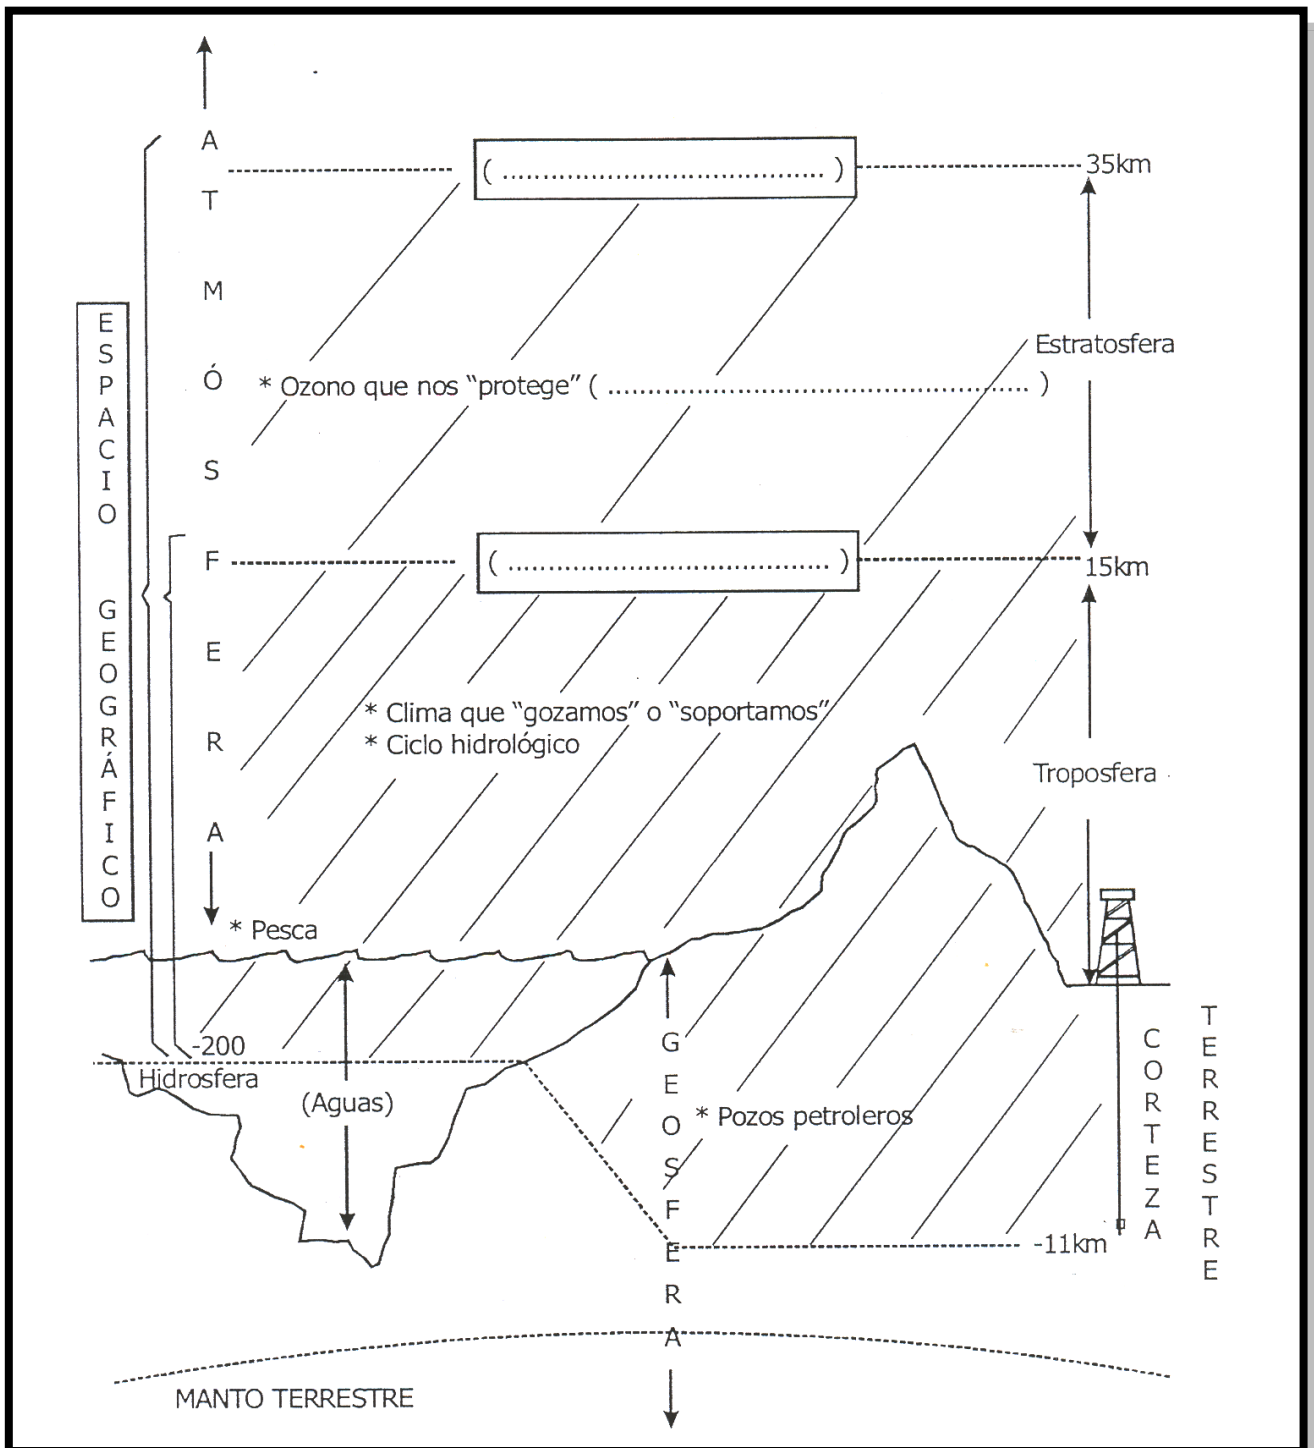 ATMÓSFERA
( ........................................ )
35km
ESPACIO GEOGRÁFICO
Estratosfera
* Ozono que nos “protege” ( ..................................................... )
( ........................................ )
15km
* Clima que “gozamos” o “soportamos”
* Ciclo hidrológico
Troposfera
* Pesca
-200
Hidrosfera
(Aguas)
GEOSFERA
* Pozos petroleros
CORTEZA TERRESTRE
-11km
MANTO TERRESTRE